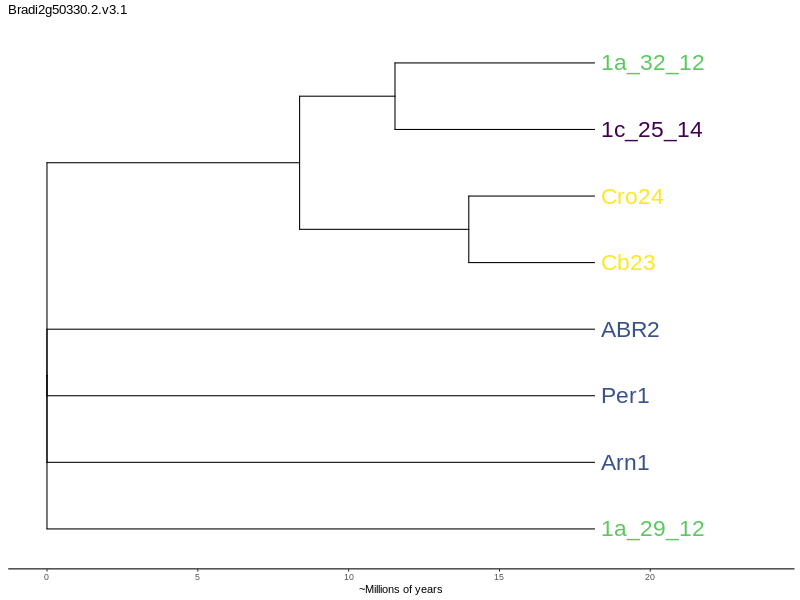 Bradi2g50330.2.v3.1
1a_32_12
1c_25_14
Cro24
Cb23
ABR2
Per1
Arn1
1a_29_12
0 5 10 15 20
~Millions of years